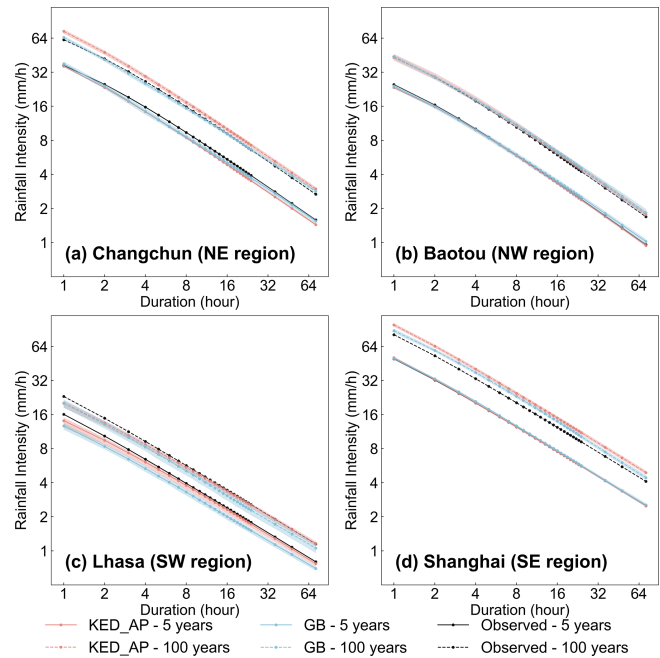 64
32
16
8
4
2
1
Rainfall Intensity (mm/h)
(a) Changchun (NE region)
1 2 4 8 16 32 64
Duration (hour)
64
32
16
8
4
2
1
Rainfall Intensity (mm/h)
(b) Baotou (NW region)
1 2 4 8 16 32 64
Duration (hour)
64
32
16
8
4
2
1
Rainfall Intensity (mm/h)
(c) Lhasa (SW region)
1 2 4 8 16 32 64
Duration (hour)
64
32
16
8
4
2
1
Rainfall Intensity (mm/h)
(d) Shanghai (SE region)
1 2 4 8 16 32 64
Duration (hour)
KED_AP - 5 years GB - 5 years Observed - 5 years
KED_AP - 100 years GB - 100 years Observed - 100 years